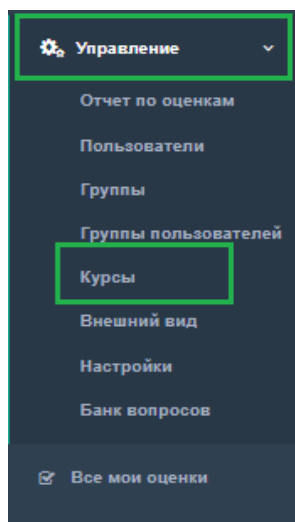 Управление
Отчет по оценкам
Пользователи
Группы
Группы пользователей
Курсы
Внешний вид
Настройки
Банк вопросов
Все мои оценки